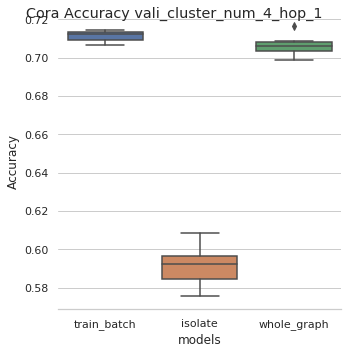 Cora Accuracy vali_cluster_num_4_hop_1
0.72
0.70
0.68
0.66
0.64
0.62
0.60
0.58
Accuracy
train_batch
isolate
whole_graph
models